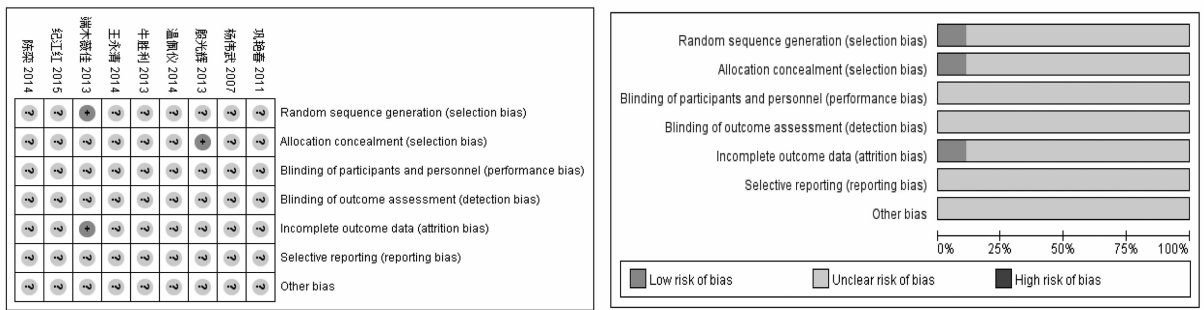 陈栾 2014
纪江红 2015
端木薇佳 2013
王永清 2014
牛胜利 2013
温佩仪 2014
殷光辉 2013
杨伟武 2007
巩艳春 2011
? ? + ? ? ? ? ? ? Random sequence generation (selection bias)
? ? ? ? ? ? + ? ? Allocation concealment (selection bias)
? ? ? ? ? ? ? ? ? Blinding of participants and personnel (performance bias)
? ? ? ? ? ? ? ? ? Blinding of outcome assessment (detection bias)
? ? + ? ? ? ? ? ? Incomplete outcome data (attrition bias)
? ? ? ? ? ? ? ? ? Selective reporting (reporting bias)
? ? ? ? ? ? ? ? ? Other bias
Random sequence generation (selection bias)
Allocation concealment (selection bias)
Blinding of participants and personnel (performance bias)
Blinding of outcome assessment (detection bias)
Incomplete outcome data (attrition bias)
Selective reporting (reporting bias)
Other bias
0% 25% 50% 75% 100%
Low risk of bias Unclear risk of bias High risk of bias